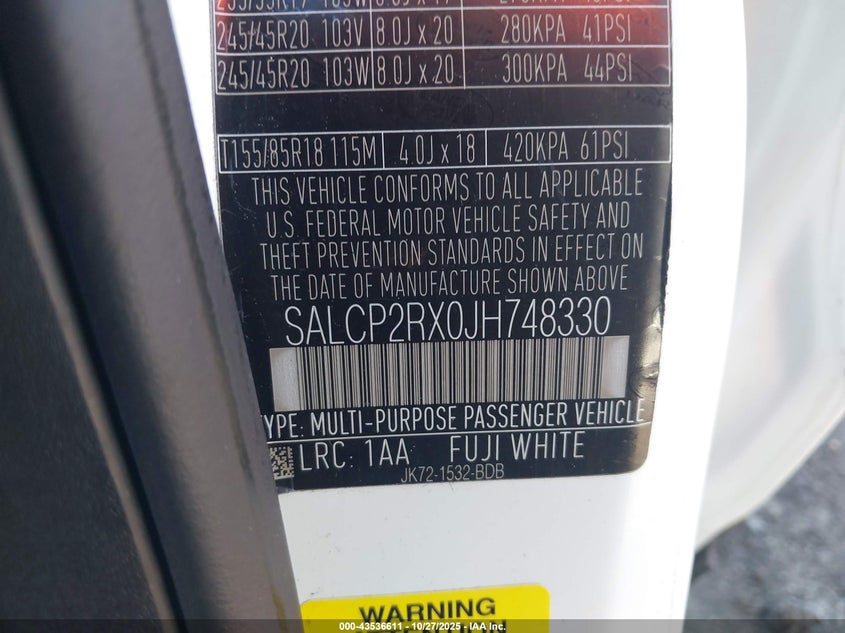 245/45R20 103V 8.0J x 20 280KPA 41PSI
245/45R20 103W 8.0J x 20 300KPA 44PSI
T155/85R18 115M 4.0J x 18 420KPA 61PSI
THIS VEHICLE CONFORMS TO ALL APPLICABLE
U.S. FEDERAL MOTOR VEHICLE SAFETY AND
THEFT PREVENTION STANDARDS IN EFFECT ON
THE DATE OF MANUFACTURE SHOWN ABOVE
SALCP2RX0JH748330
TYPE: MULTI-PURPOSE PASSENGER VEHICLE
LRC: 1AA FUJI WHITE
JK72-1532-BDB
WARNING
000-43536611 - 10/27/2025 - IAA, Inc.